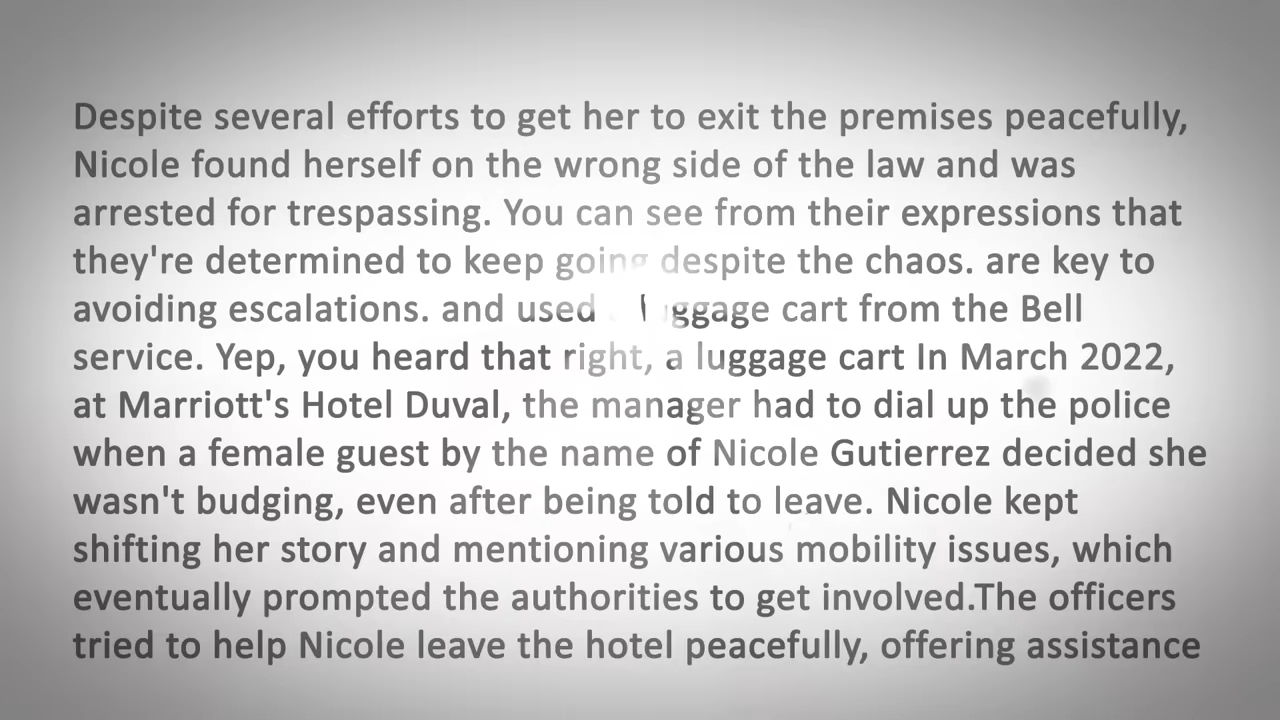 Despite several efforts to get her to exit the premises peacefully,
Nicole found herself on the wrong side of the law and was
arrested for trespassing. You can see from their expressions that
they're determined to keep going despite the chaos. are key to
avoiding escalations. and used luggage cart from the Bell
service. Yep, you heard that right, a luggage cart In March 2022,
at Marriott's Hotel Duval, the manager had to dial up the police
when a female guest by the name of Nicole Gutierrez decided she
wasn't budging, even after being told to leave. Nicole kept
shifting her story and mentioning various mobility issues, which
eventually prompted the authorities to get involved.The officers
tried to help Nicole leave the hotel peacefully, offering assistance